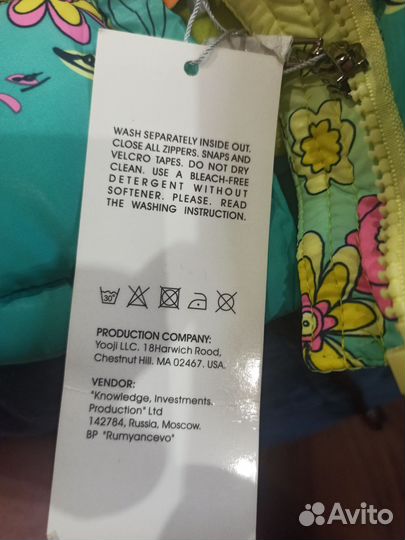 WASH SEPARATELY INSIDE OUT.
CLOSE ALL ZIPPERS. SNAPS AND
VELCRO TAPES. DO NOT DRY
CLEAN. USE A BLEACH-FREE
DETERGENT WITHOUT
SOFTENER. PLEASE. READ
THE WASHING INSTRUCTION.
30°
PRODUCTION COMPANY:
Yooji LLC. 18Harwich Rood,
Chestnut Hill. MA 02467. USA.
VENDOR:
"Knowledge, Investments.
Production" Ltd
142784, Russia, Moscow.
BP "Rumyancevo"
Avito